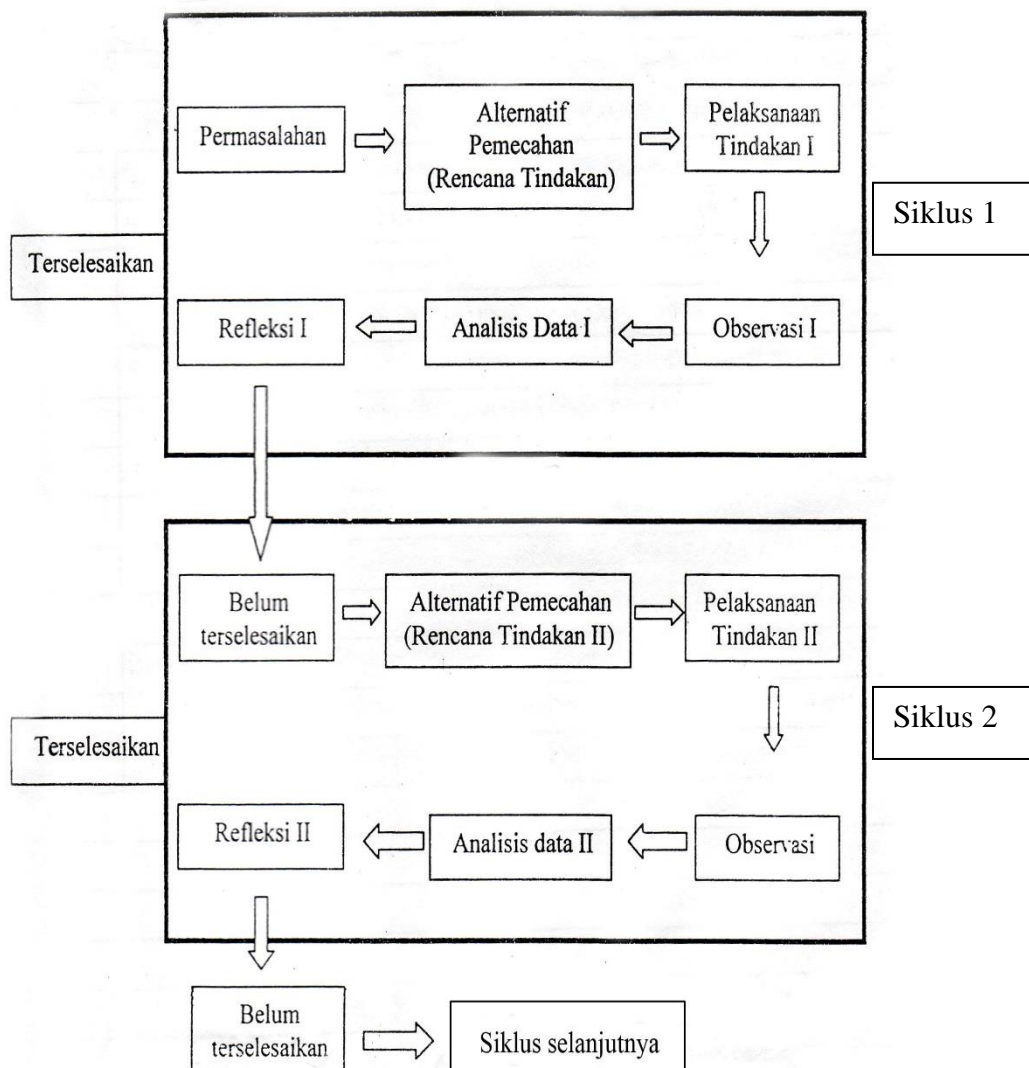 Permasalahan
Alternatif
Pemecahan
(Rencana Tindakan)
Pelaksanaan
Tindakan I
Siklus 1
Terselesaikan
Refleksi I
Analisis Data I
Observasi I
Belum
terselesaikan
Alternatif Pemecahan
(Rencana Tindakan II)
Pelaksanaan
Tindakan II
Siklus 2
Terselesaikan
Refleksi II
Analisis data II
Observasi
Belum
terselesaikan
Siklus selanjutnya